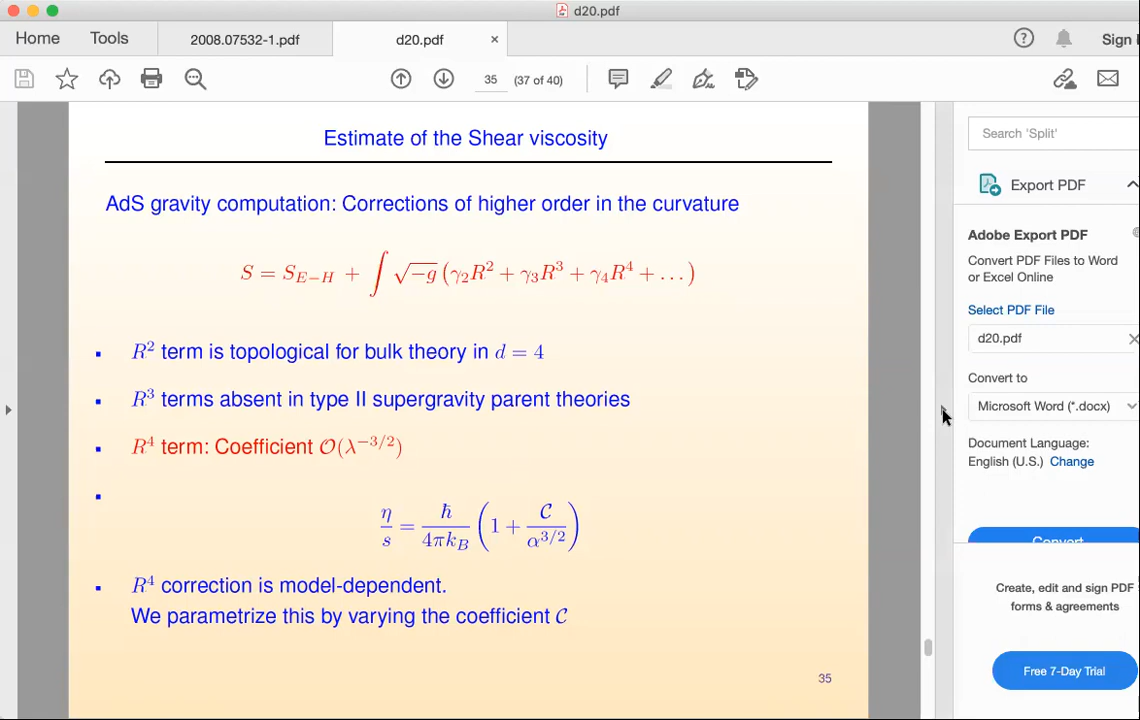 d20.pdf
Home Tools 2008.07532-1.pdf d20.pdf × ? Sign
35 (37 of 40)
Estimate of the Shear viscosity
AdS gravity computation: Corrections of higher order in the curvature
S = S_{E−H} + ∫ √−g (γ₂R² + γ₃R³ + γ₄R⁴ + . . . )
▪ R² term is topological for bulk theory in d = 4
▪ R³ terms absent in type II supergravity parent theories
▪ R⁴ term: Coefficient O(λ^{−3/2})
▪
η/s = ℏ/(4πk_B) (1 + C/α^{3/2})
▪ R⁴ correction is model-dependent.
We parametrize this by varying the coefficient C
35
Search 'Split'
Export PDF
Adobe Export PDF
Convert PDF Files to Word
or Excel Online
Select PDF File
d20.pdf
Convert to
Microsoft Word (*.docx)
Document Language:
English (U.S.) Change
Convert
Create, edit and sign PDF
forms & agreements
Free 7-Day Trial